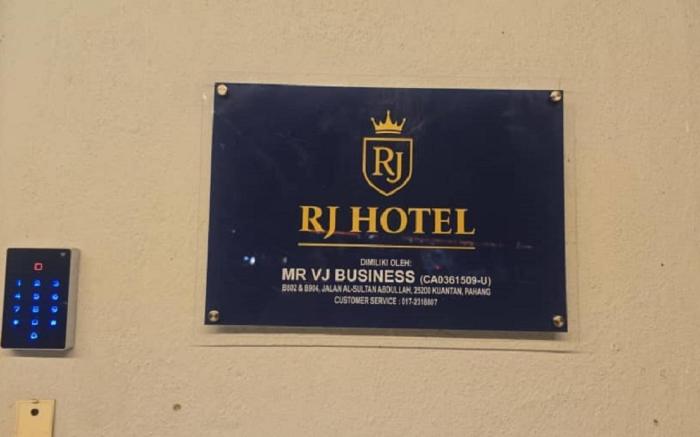 RJ
RJ HOTEL
DIMILIKI OLEH:
MR VJ BUSINESS (CA0361509-U)
B802 & B904, JALAN AL-SULTAN ABDULLAH, 25200 KUANTAN, PAHANG
CUSTOMER SERVICE : 017-2318807